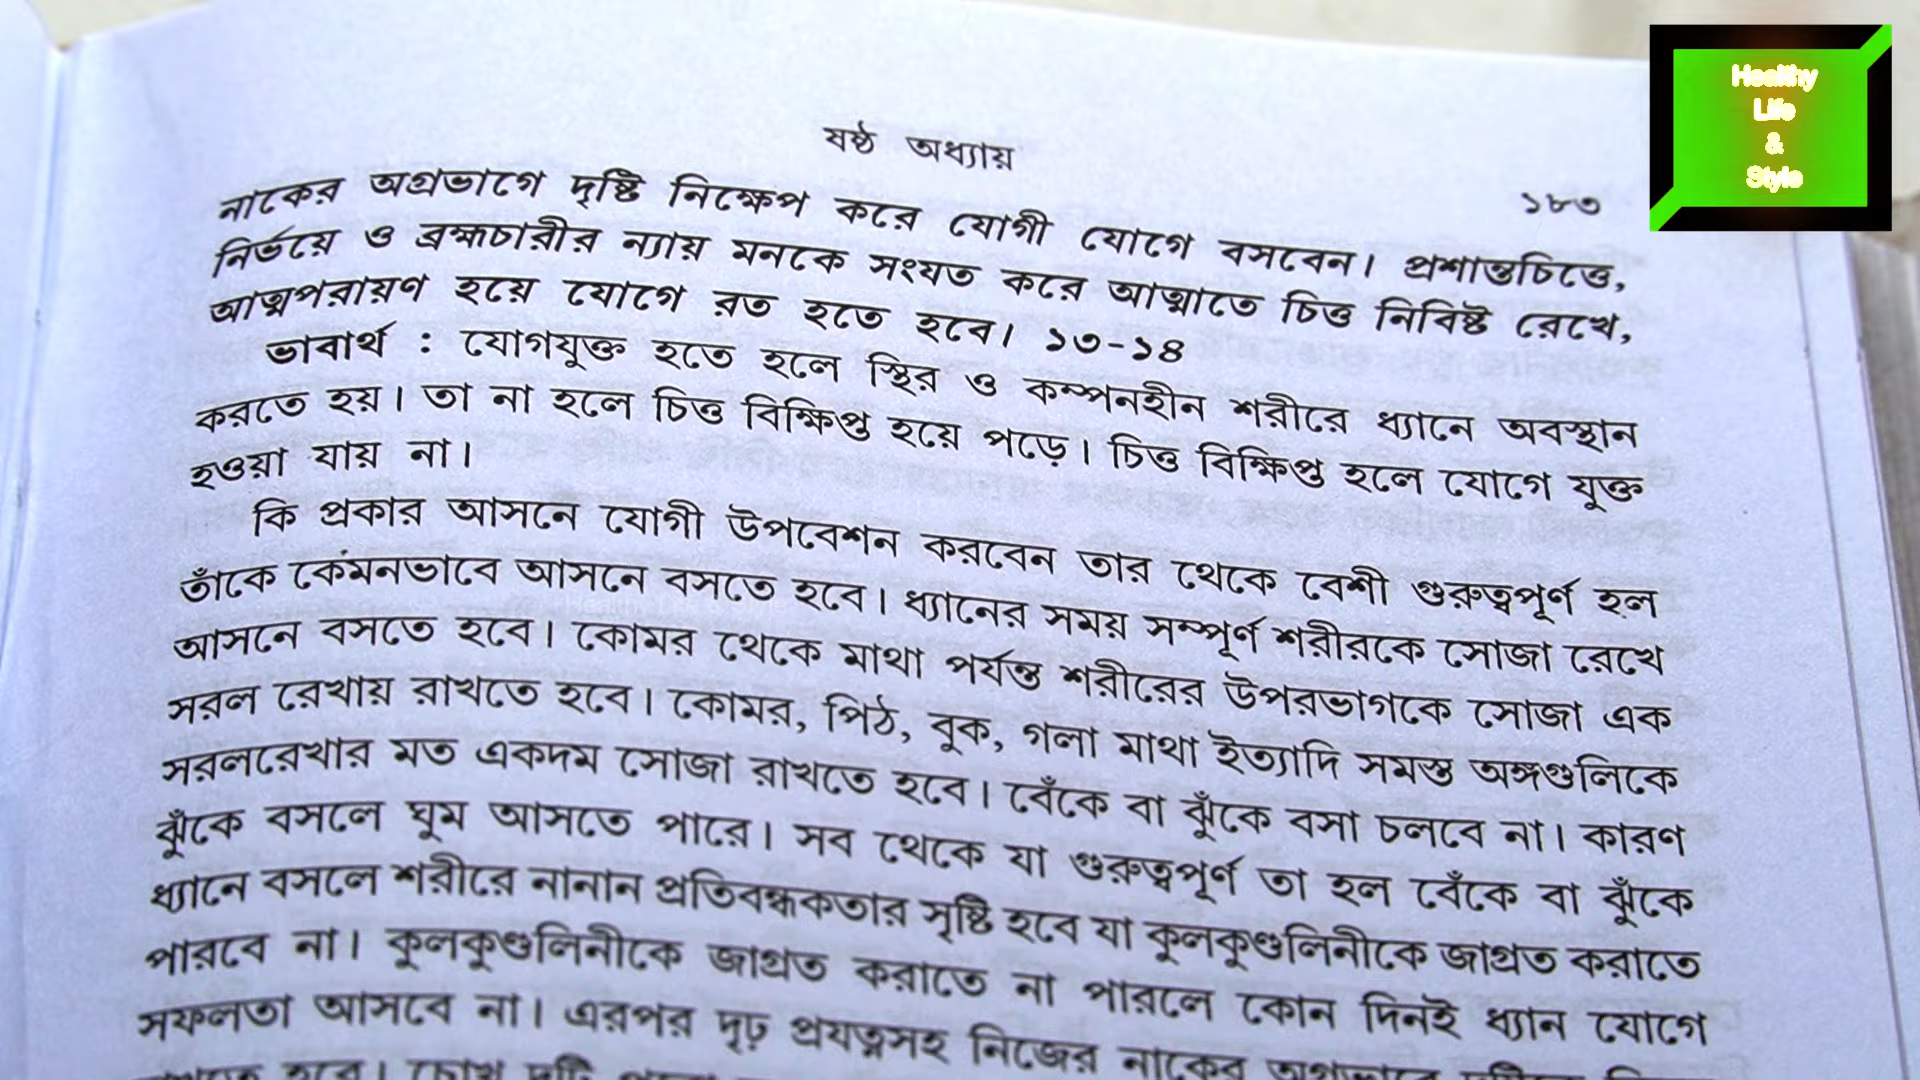 ষষ্ঠ অধ্যায়
১৮৩
নাকের অগ্রভাগে দৃষ্টি নিক্ষেপ করে যোগী যোগে বসবেন। প্রশান্তচিত্তে,
নির্ভয়ে ও ব্রহ্মচারীর ন্যায় মনকে সংযত করে আত্মাতে চিত্ত নিবিষ্ট রেখে,
আত্মপরায়ণ হয়ে যোগে রত হতে হবে। ১৩-১৪
ভাবার্থ : যোগযুক্ত হতে হলে স্থির ও কম্পনহীন শরীরে ধ্যানে অবস্থান
করতে হয়। তা না হলে চিত্ত বিক্ষিপ্ত হয়ে পড়ে। চিত্ত বিক্ষিপ্ত হলে যোগে যুক্ত
হওয়া যায় না।
কি প্রকার আসনে যোগী উপবেশন করবেন তার থেকে বেশী গুরুত্বপূর্ণ হল
তাঁকে কেমনভাবে আসনে বসতে হবে। ধ্যানের সময় সম্পূর্ণ শরীরকে সোজা রেখে
আসনে বসতে হবে। কোমর থেকে মাথা পর্যন্ত শরীরের উপরভাগকে সোজা এক
সরল রেখায় রাখতে হবে। কোমর, পিঠ, বুক, গলা মাথা ইত্যাদি সমস্ত অঙ্গগুলিকে
সরলরেখার মত একদম সোজা রাখতে হবে। বেঁকে বা ঝুঁকে বসা চলবে না। কারণ
ঝুঁকে বসলে ঘুম আসতে পারে। সব থেকে যা গুরুত্বপূর্ণ তা হল বেঁকে বা ঝুঁকে
ধ্যানে বসলে শরীরে নানান প্রতিবন্ধকতার সৃষ্টি হবে যা কুলকুণ্ডলিনীকে জাগ্রত করাতে
পারবে না। কুলকুণ্ডলিনীকে জাগ্রত করাতে না পারলে কোন দিনই ধ্যান যোগে
সফলতা আসবে না। এরপর দৃঢ় প্রযত্নসহ নিজের নাকের অগ্রভাগে
হবে। চোখ দুটি
Healthy
Life
&
Style